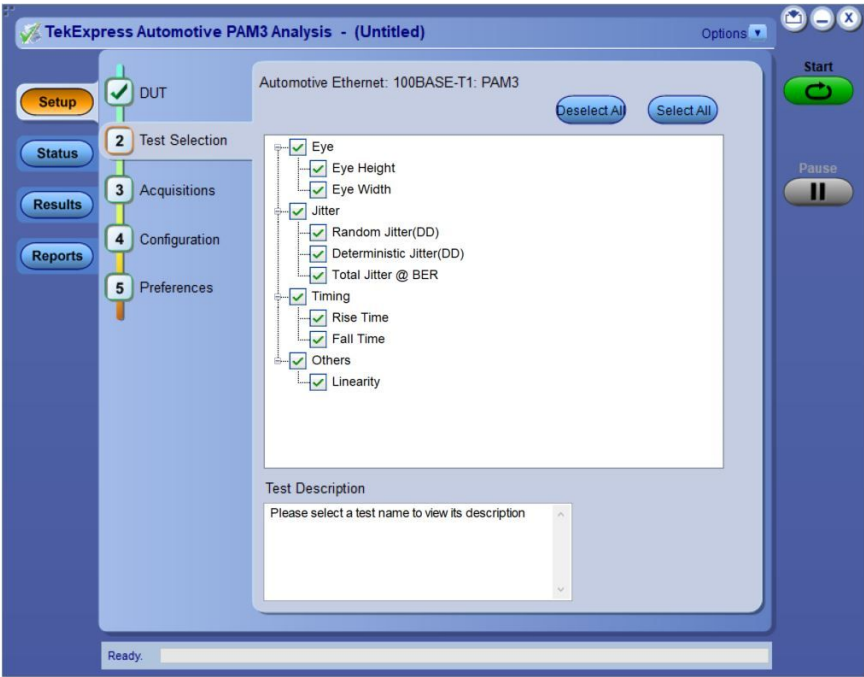 TekExpress Automotive PAM3 Analysis - (Untitled)
Options
Setup
Status
Results
Reports
DUT
2 Test Selection
3 Acquisitions
4 Configuration
5 Preferences
Automotive Ethernet: 100BASE-T1: PAM3
Deselect All
Select All
Eye
Eye Height
Eye Width
Jitter
Random Jitter(DD)
Deterministic Jitter(DD)
Total Jitter @ BER
Timing
Rise Time
Fall Time
Others
Linearity
Test Description
Please select a test name to view its description
Start
Pause
Ready.